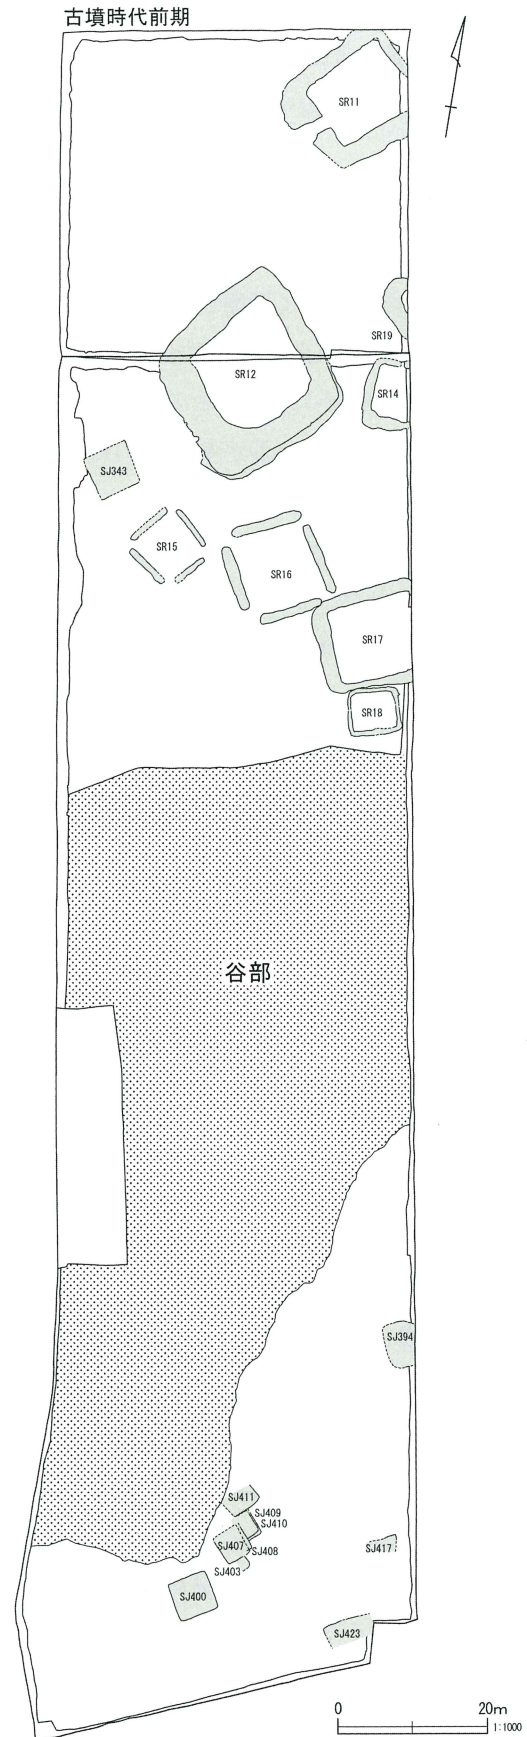 古墳時代前期
SR11
SR19
SR12
SR14
SJ343
SR15
SR16
SR17
SR18
谷部
SJ394
SJ411
SJ409
SJ410
SJ407
SJ408
SJ417
SJ403
SJ400
SJ423
0 20m
1:1000